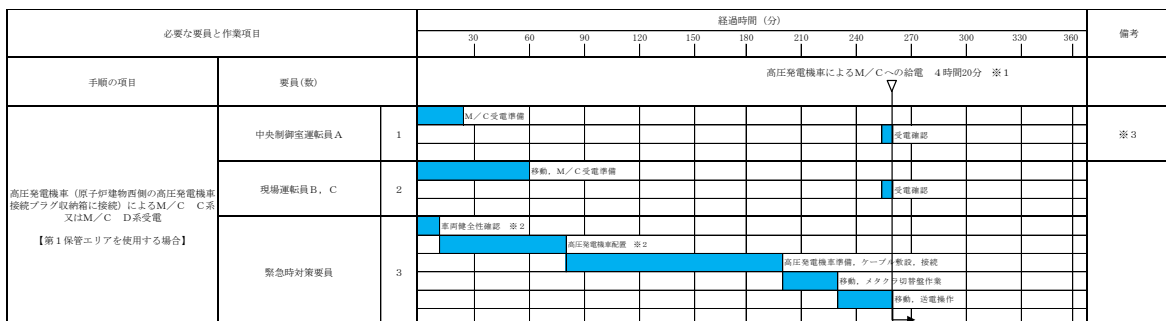 必要な要員と作業項目
経過時間（分）
備考
30 60 90 120 150 180 210 240 270 300 330 360
手順の項目
要員(数)
高圧発電機車によるＭ／Ｃへの給電　４時間20分　※１
高圧発電機車（原子炉建物西側の高圧発電機車
接続プラグ収納箱に接続）によるＭ／Ｃ　Ｃ系
又はＭ／Ｃ　Ｄ系受電
【第１保管エリアを使用する場合】
中央制御室運転員Ａ
1
Ｍ／Ｃ受電準備
受電確認
※３
現場運転員Ｂ，Ｃ
2
移動，Ｍ／Ｃ受電準備
受電確認
緊急時対策要員
3
車両健全性確認　※２
高圧発電機車配置　※２
高圧発電機車準備，ケーブル敷設，接続
移動，メタクラ切替盤作業
移動，送電操作